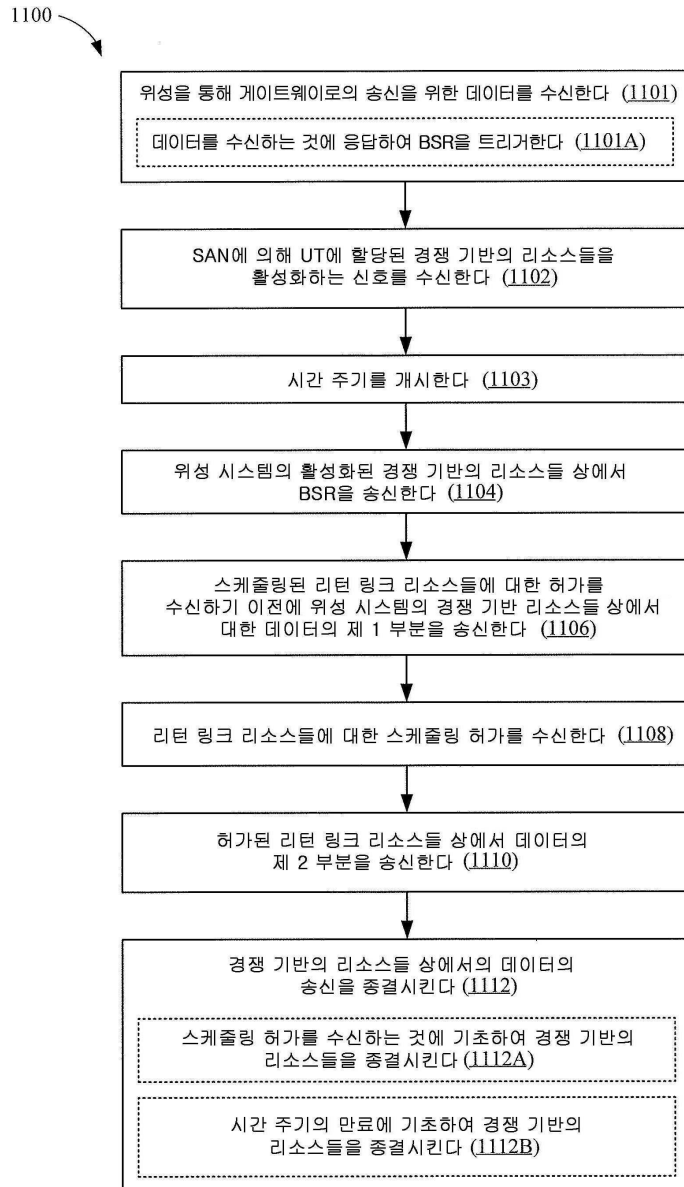 1100
위성을 통해 게이트웨이로의 송신을 위한 데이터를 수신한다 (1101)
데이터를 수신하는 것에 응답하여 BSR을 트리거한다 (1101A)
SAN에 의해 UT에 할당된 경쟁 기반의 리소스들을
활성화하는 신호를 수신한다 (1102)
시간 주기를 개시한다 (1103)
위성 시스템의 활성화된 경쟁 기반의 리소스들 상에서
BSR을 송신한다 (1104)
스케줄링된 리턴 링크 리소스들에 대한 허가를
수신하기 이전에 위성 시스템의 경쟁 기반 리소스들 상에서
대한 데이터의 제 1 부분을 송신한다 (1106)
리턴 링크 리소스들에 대한 스케줄링 허가를 수신한다 (1108)
허가된 리턴 링크 리소스들 상에서 데이터의
제 2 부분을 송신한다 (1110)
경쟁 기반의 리소스들 상에서의 데이터의
송신을 종결시킨다 (1112)
스케줄링 허가를 수신하는 것에 기초하여 경쟁 기반의
리소스들을 종결시킨다 (1112A)
시간 주기의 만료에 기초하여 경쟁 기반의
리소스들을 종결시킨다 (1112B)